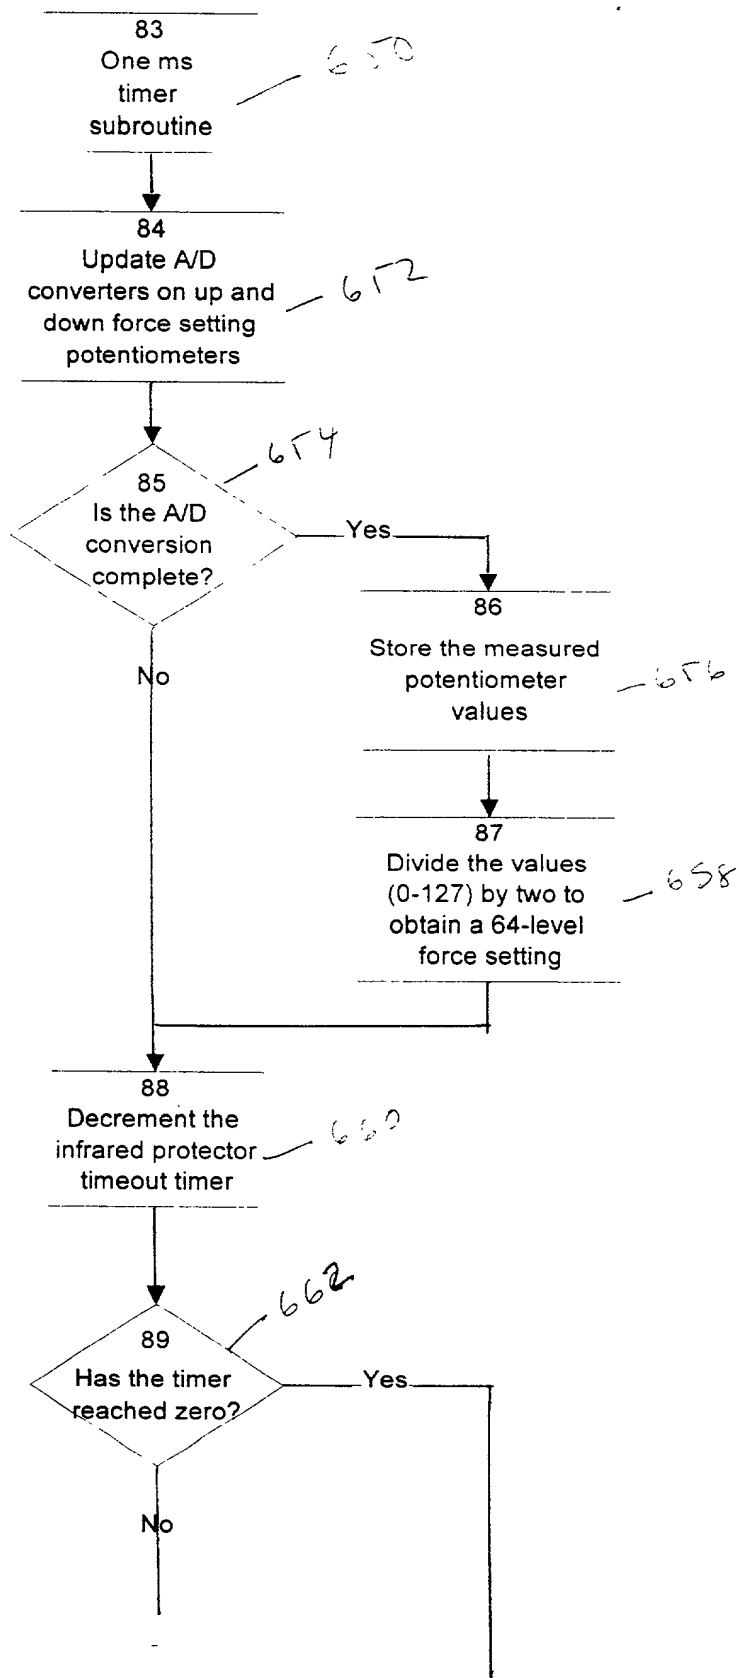 83
One ms
timer
subroutine
650
84
Update A/D
converters on up and
down force setting
potentiometers
652
654
85
Is the A/D
conversion
complete?
Yes
No
86
Store the measured
potentiometer
values
656
87
Divide the values
(0-127) by two to
obtain a 64-level
force setting
658
88
Decrement the
infrared protector
timeout timer
660
662
89
Has the timer
reached zero?
Yes
No